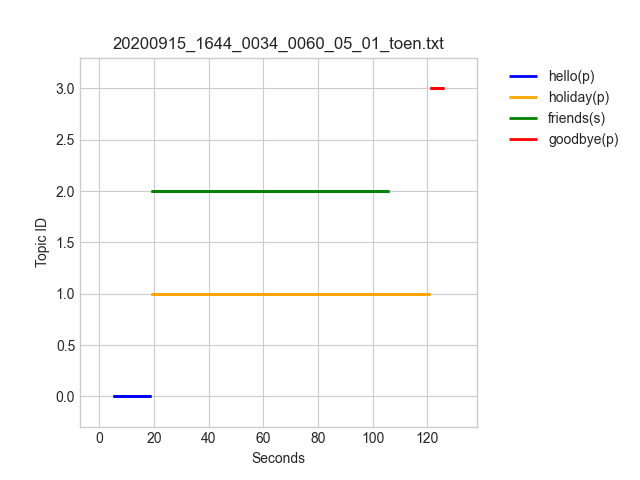 20200915_1644_0034_0060_05_01_toen.txt
hello(p)
holiday(p)
friends(s)
goodbye(p)
Topic ID
3.0
2.5
2.0
1.5
1.0
0.5
0.0
0 20 40 60 80 100 120
Seconds